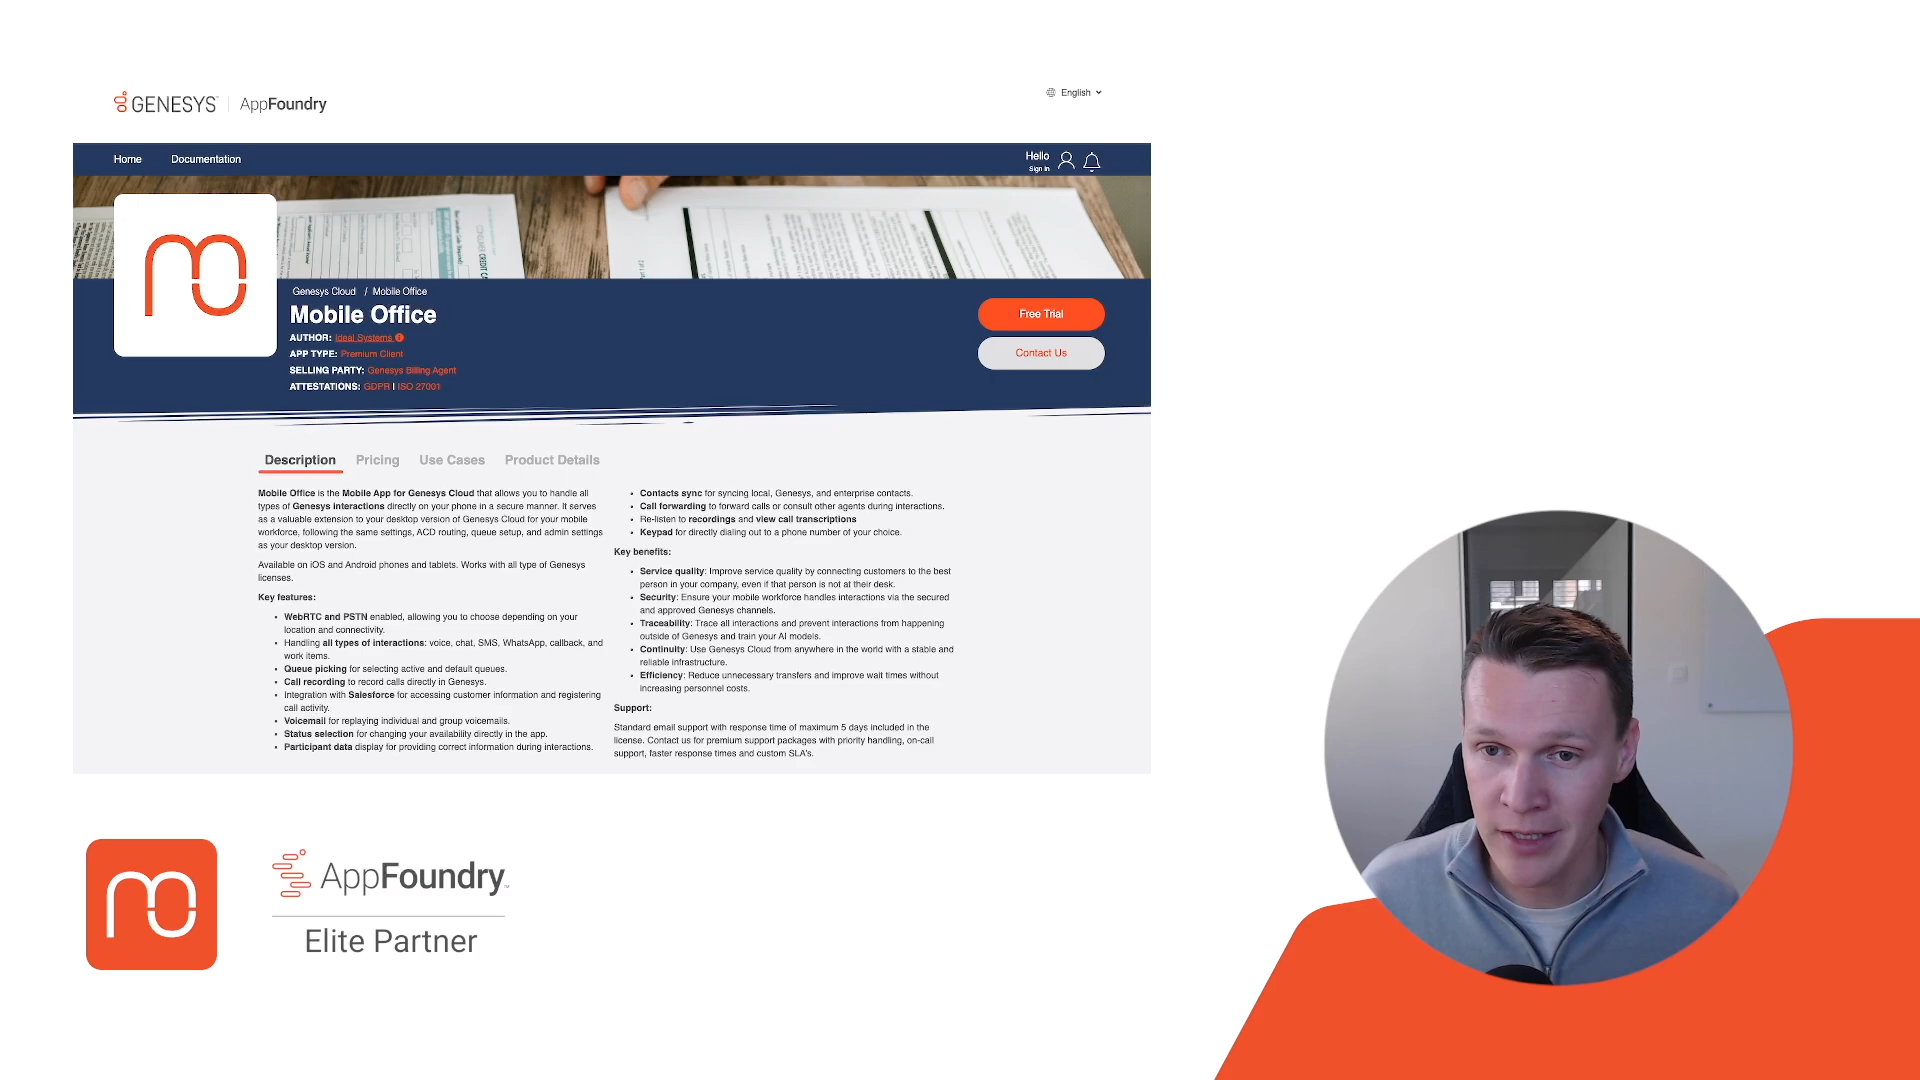 GENESYS™ | AppFoundry
English
Home
Documentation
Hello
Sign In
CONSUMER CREDIT
Genesys Cloud / Mobile Office
Mobile Office
AUTHOR: Ideal Systems
APP TYPE: Premium Client
SELLING PARTY: Genesys Billing Agent
ATTESTATIONS: GDPR | ISO 27001
Free Trial
Contact Us
Description
Pricing
Use Cases
Product Details
Mobile Office is the Mobile App for Genesys Cloud that allows you to handle all
types of Genesys interactions directly on your phone in a secure manner. It serves
as a valuable extension to your desktop version of Genesys Cloud for your mobile
workforce, following the same settings, ACD routing, queue setup, and admin settings
as your desktop version.
Available on iOS and Android phones and tablets. Works with all type of Genesys
licenses.
Key features:
• WebRTC and PSTN enabled, allowing you to choose depending on your
location and connectivity.
• Handling all types of interactions: voice, chat, SMS, WhatsApp, callback, and
work items.
• Queue picking for selecting active and default queues.
• Call recording to record calls directly in Genesys.
• Integration with Salesforce for accessing customer information and registering
call activity.
• Voicemail for replaying individual and group voicemails.
• Status selection for changing your availability directly in the app.
• Participant data display for providing correct information during interactions.
• Contacts sync for syncing local, Genesys, and enterprise contacts.
• Call forwarding to forward calls or consult other agents during interactions.
• Re-listen to recordings and view call transcriptions
• Keypad for directly dialing out to a phone number of your choice.
Key benefits:
• Service quality: Improve service quality by connecting customers to the best
person in your company, even if that person is not at their desk.
• Security: Ensure your mobile workforce handles interactions via the secured
and approved Genesys channels.
• Traceability: Trace all interactions and prevent interactions from happening
outside of Genesys and train your AI models.
• Continuity: Use Genesys Cloud from anywhere in the world with a stable and
reliable infrastructure.
• Efficiency: Reduce unnecessary transfers and improve wait times without
increasing personnel costs.
Support:
Standard email support with response time of maximum 5 days included in the
license. Contact us for premium support packages with priority handling, on-call
support, faster response times and custom SLA's.
AppFoundry™
Elite Partner